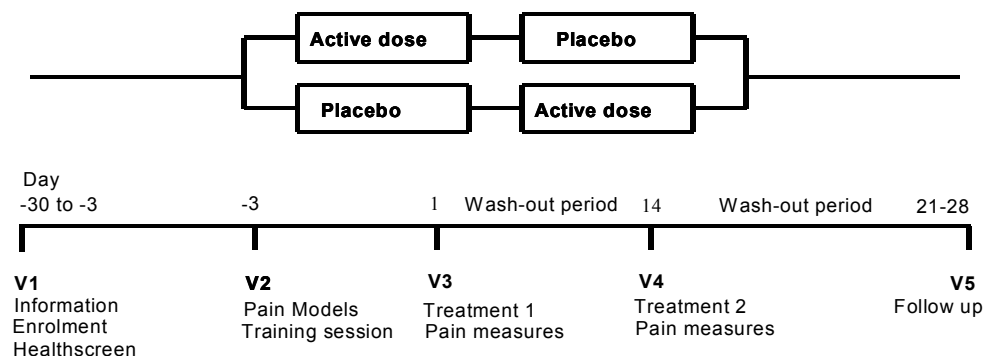 Active dose
Placebo
Placebo
Active dose
Day
-30 to -3
-3
1
Wash-out period
14
Wash-out period
21-28
V1
Information
Enrolment
Healthscreen
V2
Pain Models
Training session
V3
Treatment 1
Pain measures
V4
Treatment 2
Pain measures
V5
Follow up